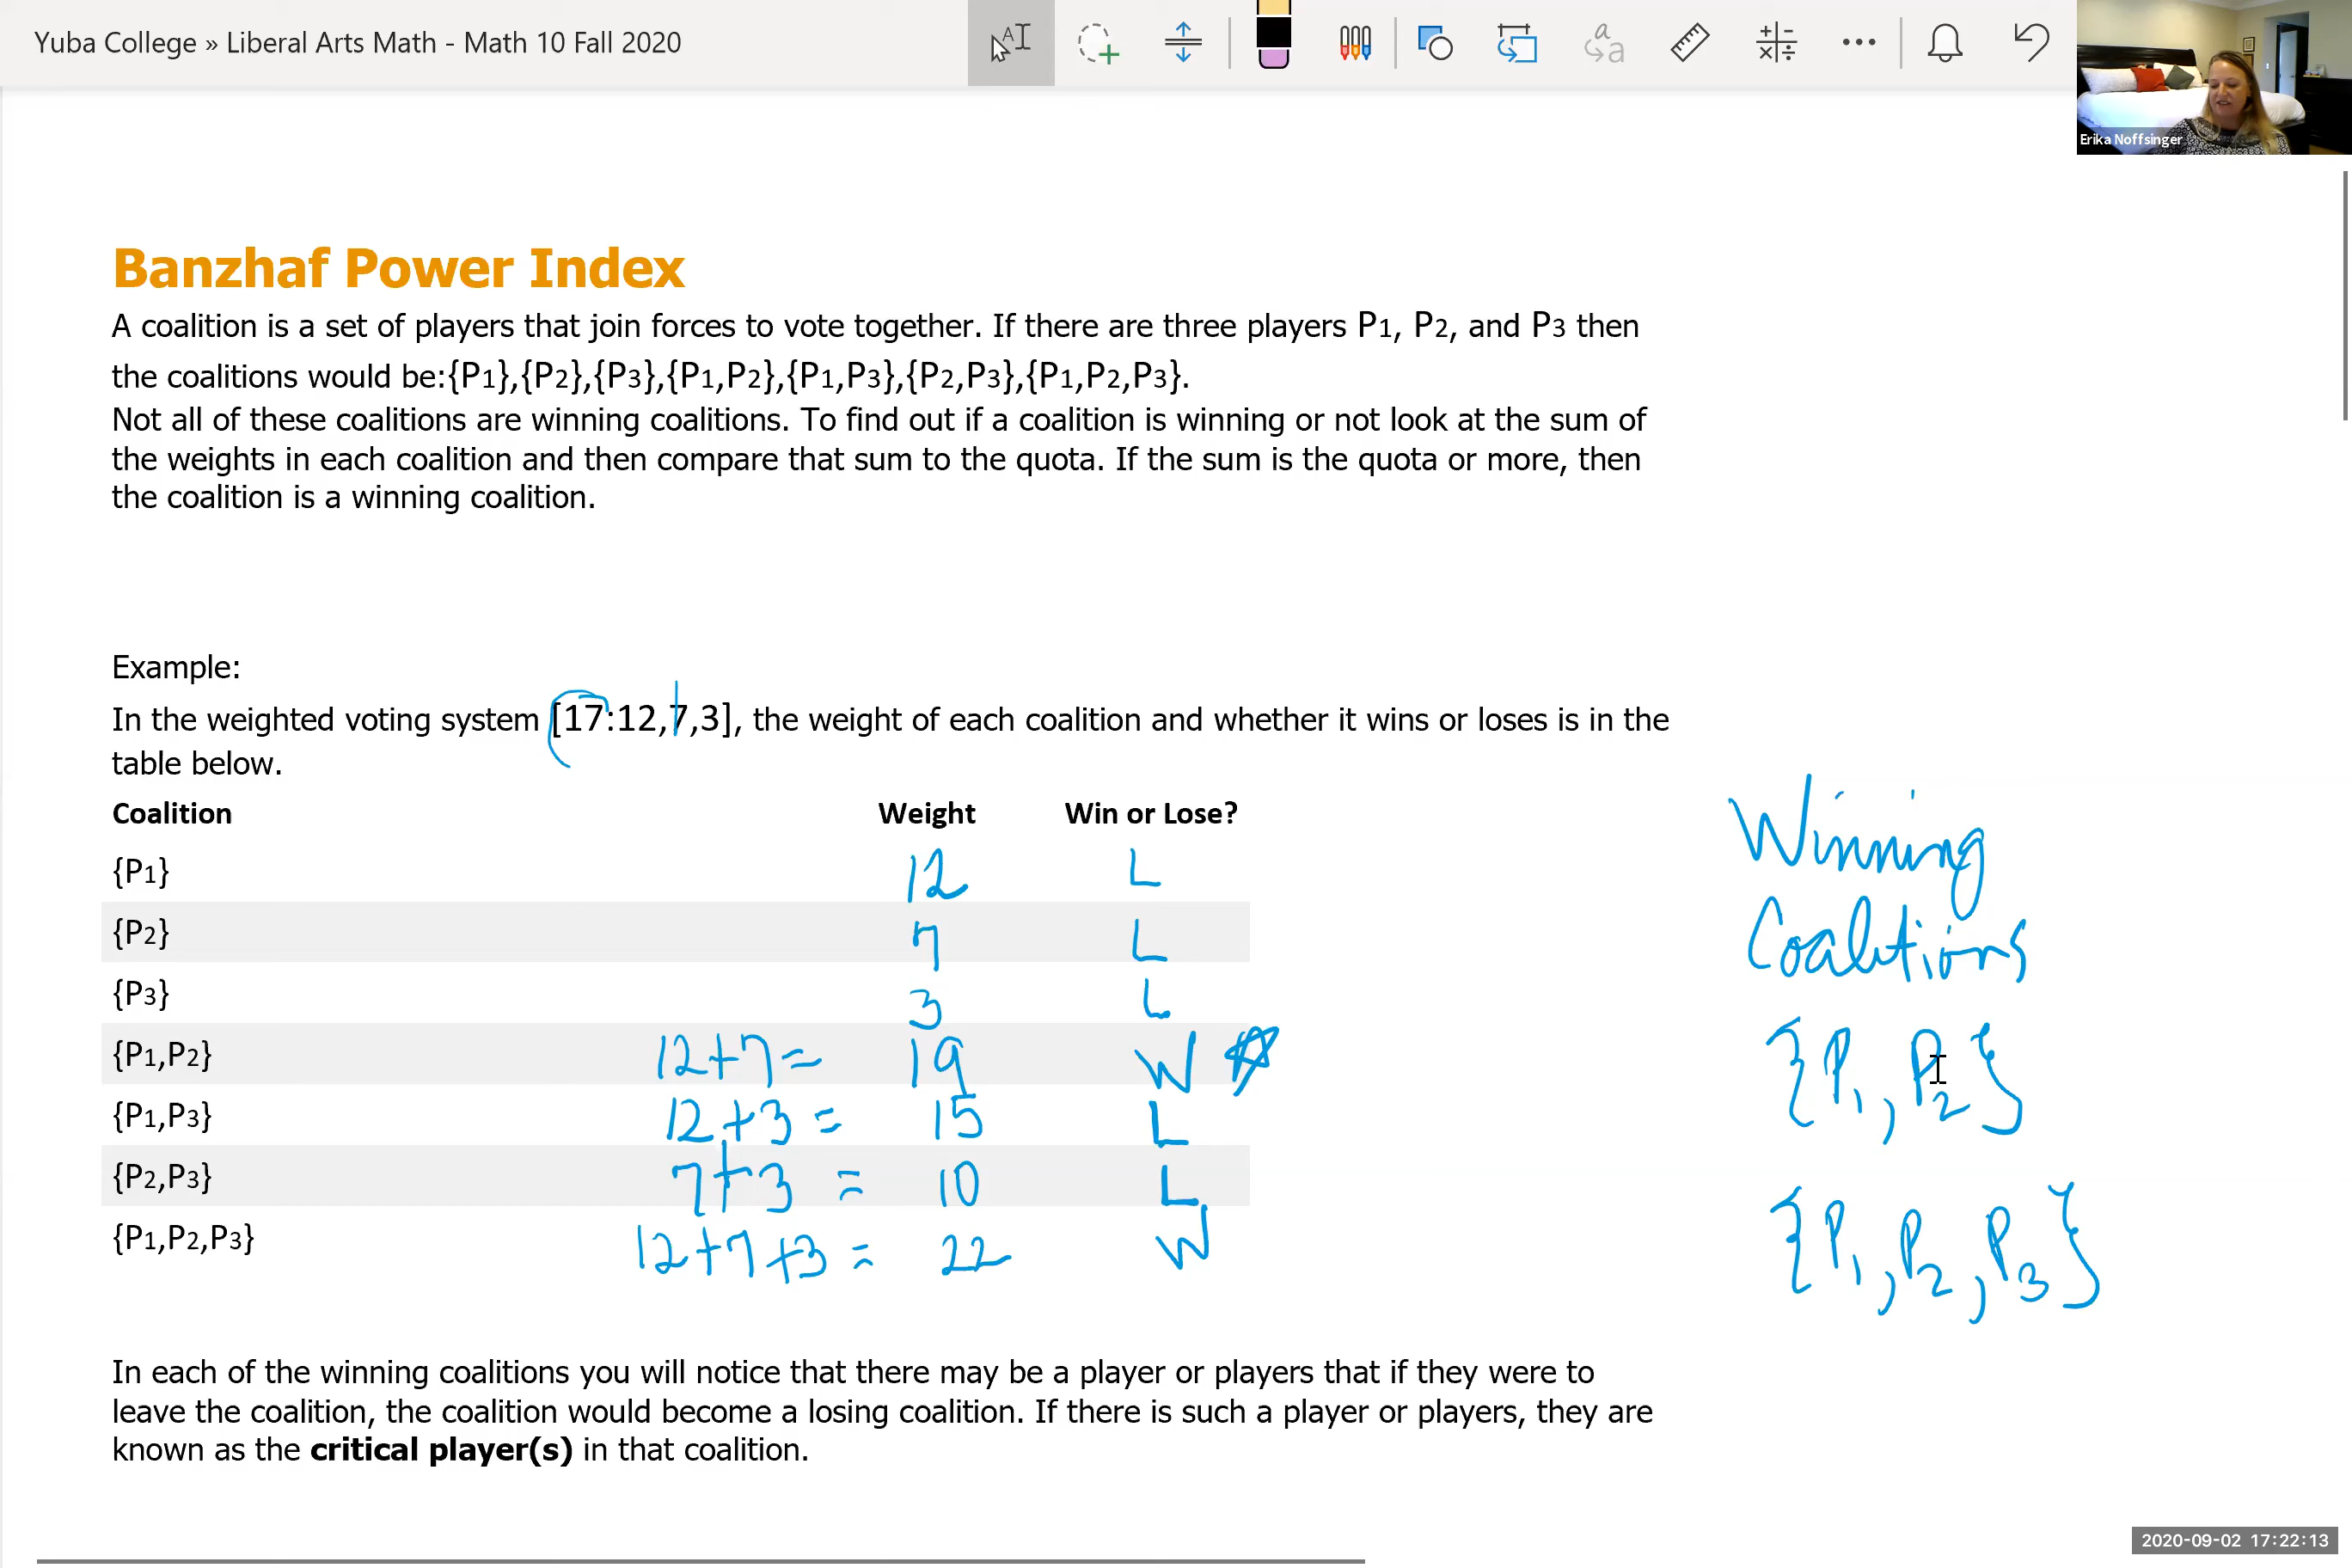 Yuba College » Liberal Arts Math - Math 10 Fall 2020
Erika Noffsinger
Banzhaf Power Index
A coalition is a set of players that join forces to vote together. If there are three players P1, P2, and P3 then
the coalitions would be:{P1},{P2},{P3},{P1,P2},{P1,P3},{P2,P3},{P1,P2,P3}.
Not all of these coalitions are winning coalitions. To find out if a coalition is winning or not look at the sum of
the weights in each coalition and then compare that sum to the quota. If the sum is the quota or more, then
the coalition is a winning coalition.
Example:
In the weighted voting system [17:12,7,3], the weight of each coalition and whether it wins or loses is in the
table below.
Coalition Weight Win or Lose?
{P1} 12 L
{P2} 7 L
{P3} 3 L
{P1,P2} 12+7= 19 W
{P1,P3} 12+3= 15 L
{P2,P3} 7+3 = 10 L
{P1,P2,P3} 12+7+3= 22 W
Winning
Coalitions
{P1, P2}
{P1, P2, P3}
In each of the winning coalitions you will notice that there may be a player or players that if they were to
leave the coalition, the coalition would become a losing coalition. If there is such a player or players, they are
known as the critical player(s) in that coalition.
2020-09-02 17:22:13